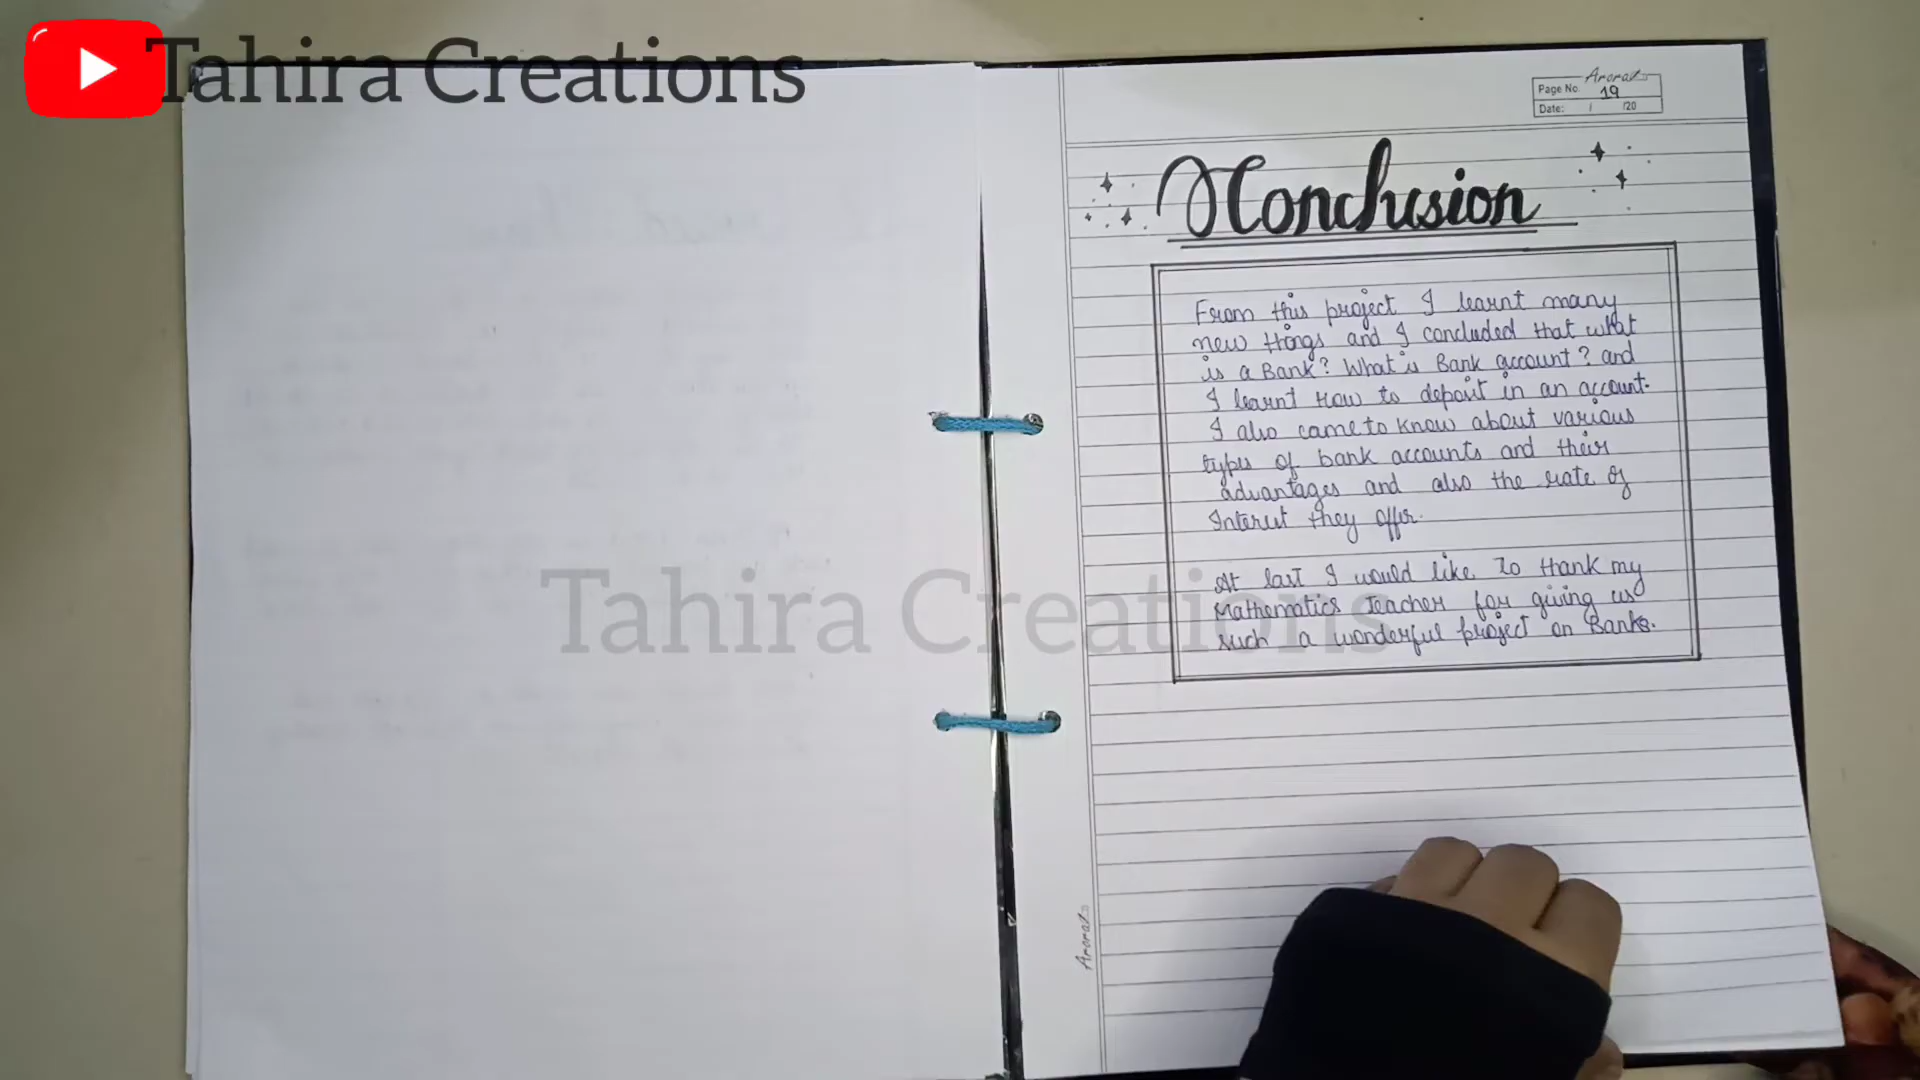 Tahira Creations
Arora
Page No. 19
Date: / /20
Conclusion
From this project I learnt many
new things and I concluded that what
is a Bank? What is Bank account? and
I learnt How to deposit in an account.
I also came to know about various
types of bank accounts and their
advantages and also the rate of
Interest they offer.
At last I would like to thank my
Mathematics Teacher for giving us
such a wonderful project on Banks.
Tahira Creations
Arora